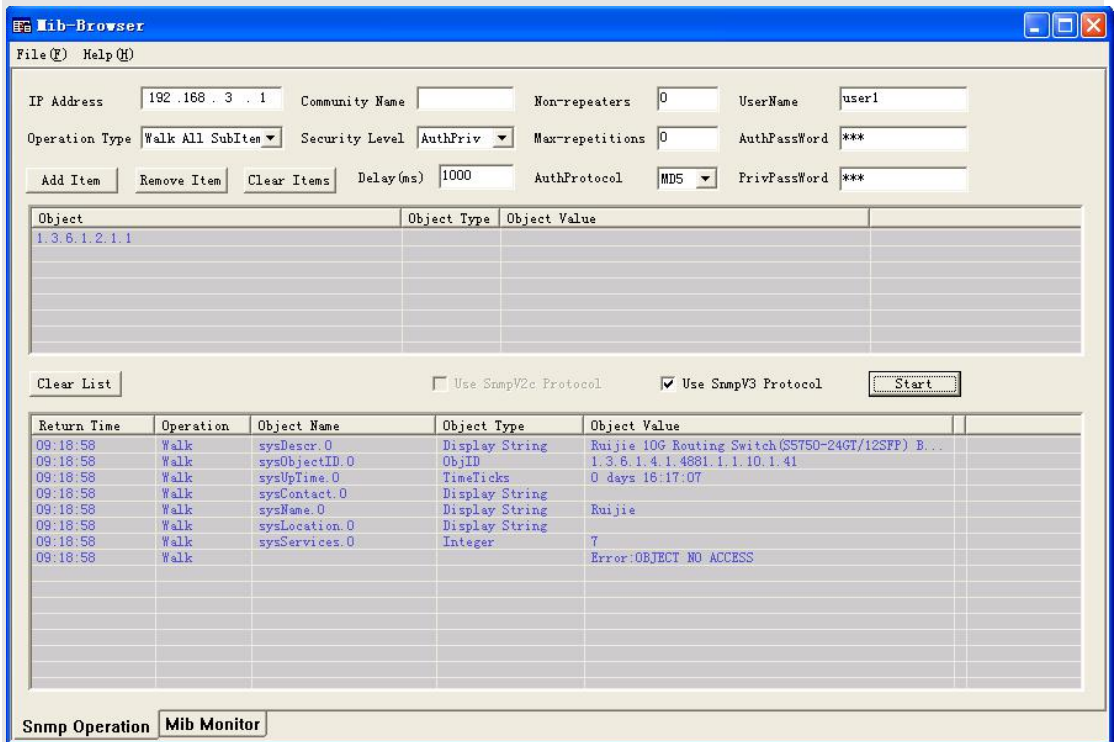 Mib-Browser
File(F) Help(H)
IP Address 192 .168 . 3 . 1 Community Name Non-repeaters 0 UserName user1
Operation Type Walk All SubItem Security Level AuthPriv Max-repetitions 0 AuthPassWord ***
Add Item Remove Item Clear Items Delay(ms) 1000 AuthProtocol MD5 PrivPassWord ***
Object Object Type Object Value
1.3.6.1.2.1.1
Clear List Use SnmpV2c Protocol Use SnmpV3 Protocol Start
Return Time Operation Object Name Object Type Object Value
09:18:58 Walk sysDescr.0 Display String Ruijie 10G Routing Switch(S5750-24GT/12SFP) B...
09:18:58 Walk sysObjectID.0 ObjID 1.3.6.1.4.1.4881.1.1.10.1.41
09:18:58 Walk sysUpTime.0 TimeTicks 0 days 16:17:07
09:18:58 Walk sysContact.0 Display String
09:18:58 Walk sysName.0 Display String Ruijie
09:18:58 Walk sysLocation.0 Display String
09:18:58 Walk sysServices.0 Integer 7
09:18:58 Walk Error:OBJECT NO ACCESS
Snmp Operation Mib Monitor